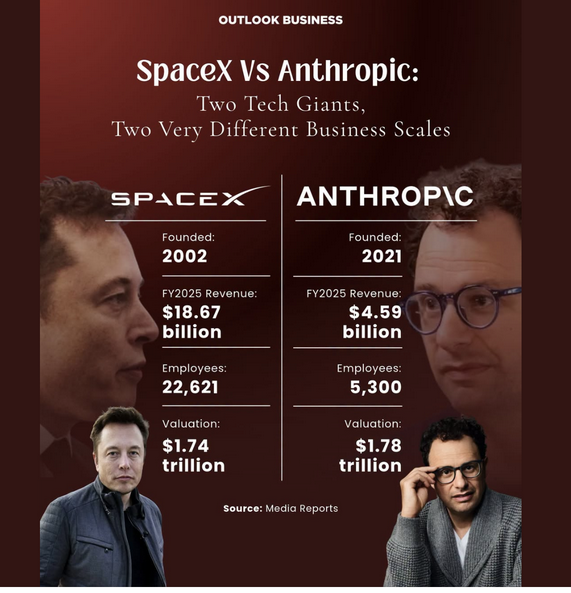 OUTLOOK BUSINESS
SpaceX Vs Anthropic:
Two Tech Giants,
Two Very Different Business Scales
SPACEX
Founded:
2002
FY2025 Revenue:
$18.67
billion
Employees:
22,621
Valuation:
$1.74
trillion
ANTHROP\C
Founded:
2021
FY2025 Revenue:
$4.59
billion
Employees:
5,300
Valuation:
$1.78
trillion
Source: Media Reports